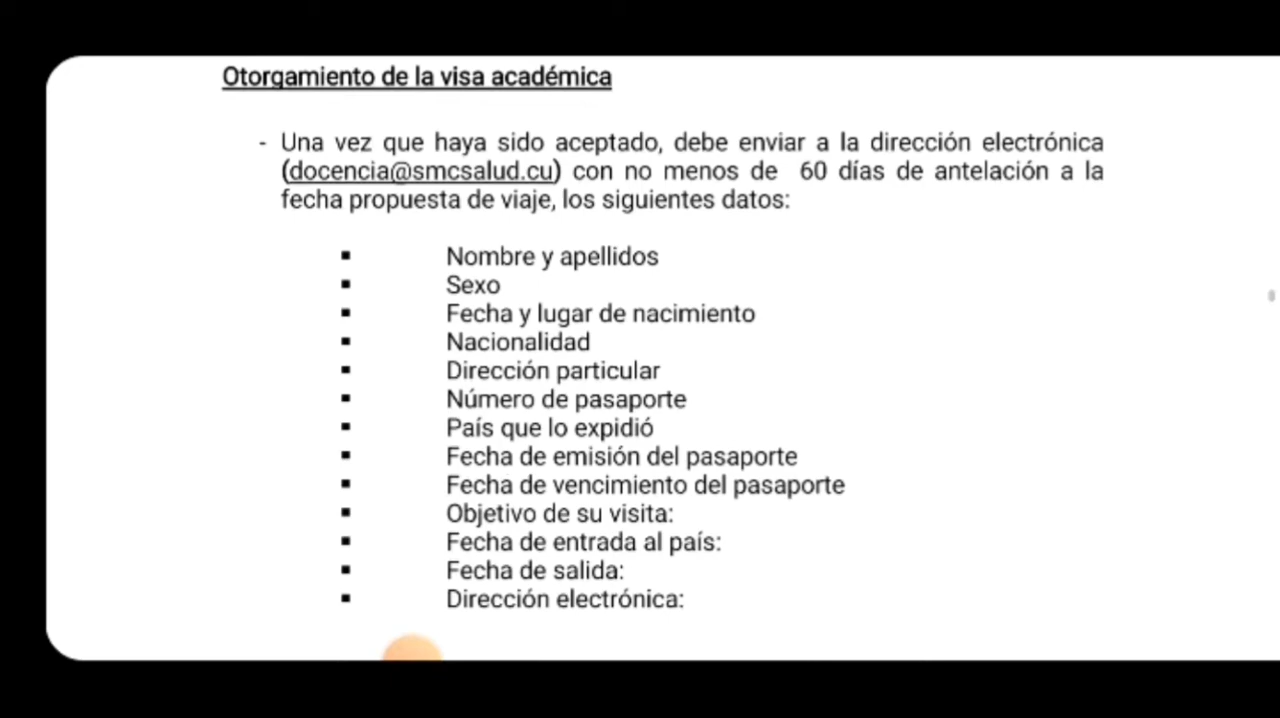 Otorgamiento de la visa académica
- Una vez que haya sido aceptado, debe enviar a la dirección electrónica
(docencia@smcsalud.cu) con no menos de 60 días de antelación a la
fecha propuesta de viaje, los siguientes datos:
▪ Nombre y apellidos
▪ Sexo
▪ Fecha y lugar de nacimiento
▪ Nacionalidad
▪ Dirección particular
▪ Número de pasaporte
▪ País que lo expidió
▪ Fecha de emisión del pasaporte
▪ Fecha de vencimiento del pasaporte
▪ Objetivo de su visita:
▪ Fecha de entrada al país:
▪ Fecha de salida:
▪ Dirección electrónica: